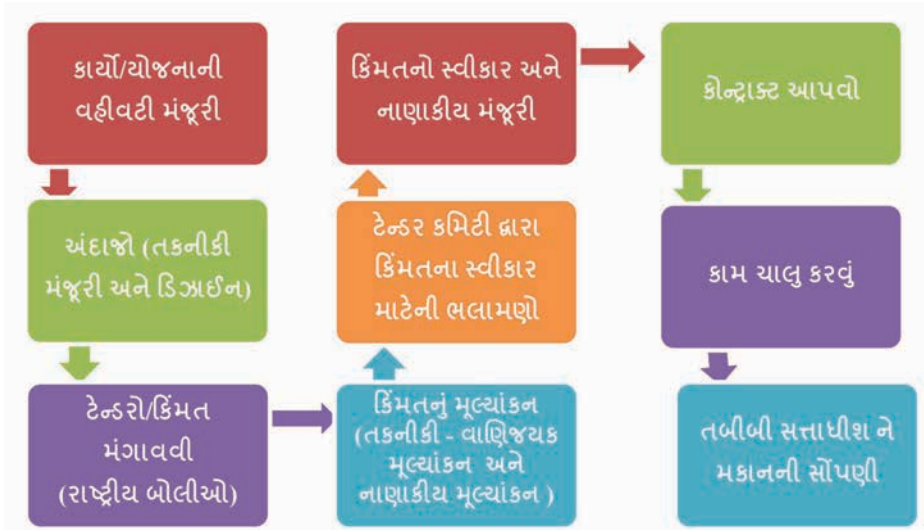 કાર્યો/યોજનાની
વહીવટી મંજૂરી
અંદાજો (તકનીકી
મંજૂરી અને ડિઝાઈન)
ટેન્ડરો/કિંમત
મંગાવવી
(રાષ્ટ્રીય બોલીઓ)
કિંમતનું મૂલ્યાંકન
(તકનીકી - વાણિજયક
મૂલ્યાંકન અને
નાણાકીય મૂલ્યાંકન )
ટેન્ડર કમિટી દ્વારા
કિંમતના સ્વીકાર
માટેની ભલામણો
કિંમતનો સ્વીકાર અને
નાણાકીય મંજૂરી
કોન્ટ્રાક્ટ આપવો
કામ ચાલુ કરવું
તબીબી સત્તાધીશ ને
મકાનની સોંપણી